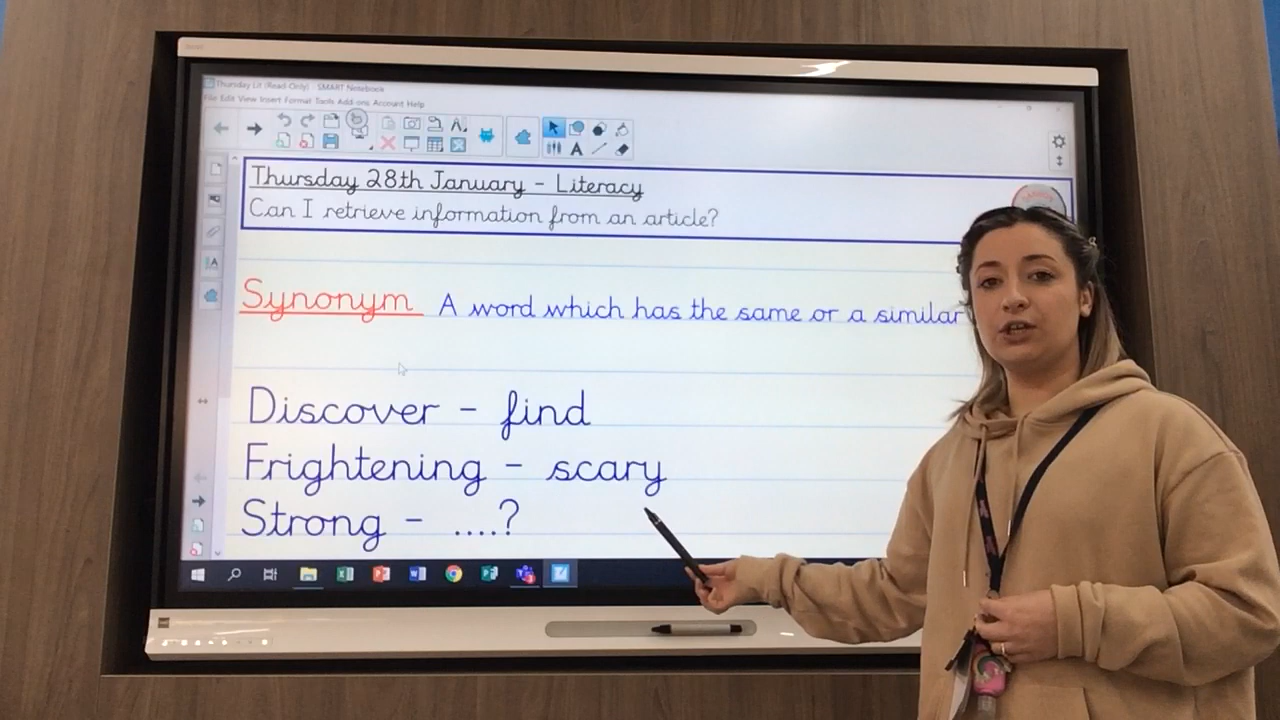 Thursday Lit (Read-Only) - SMART Notebook
File Edit View Insert Format Tools Add-ons Account Help
Thursday 28th January - Literacy
Can I retrieve information from an article?
Synonym A word which has the same or a similar
Discover - find
Frightening - scary
Strong - ....?